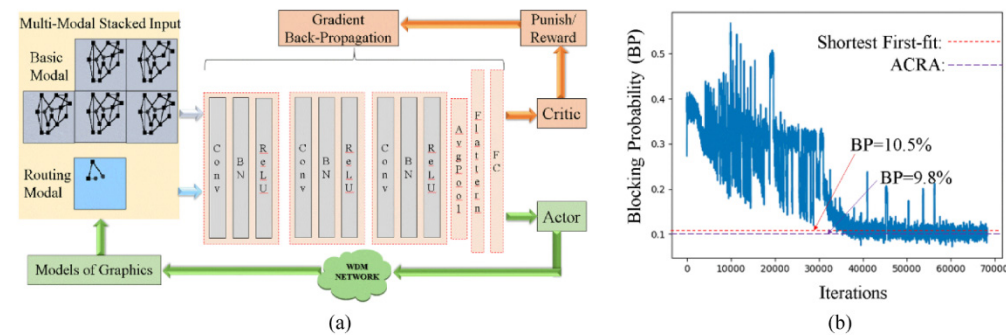 Multi-Modal Stacked Input
Basic
Modal
Routing
Modal
Models of Graphics
Gradient
Back-Propagation
Punish/
Reward
Conv
BN
ReLU
Conv
BN
ReLU
Conv
BN
ReLU
AvgPool
Flattern
FC
Critic
Actor
WDM
NETWORK
(a)
Blocking Probability (BP)
0.5
0.4
0.3
0.2
0.1
Shortest First-fit:
ACRA:
BP=10.5%
BP=9.8%
0 10000 20000 30000 40000 50000 60000 70000
Iterations
(b)